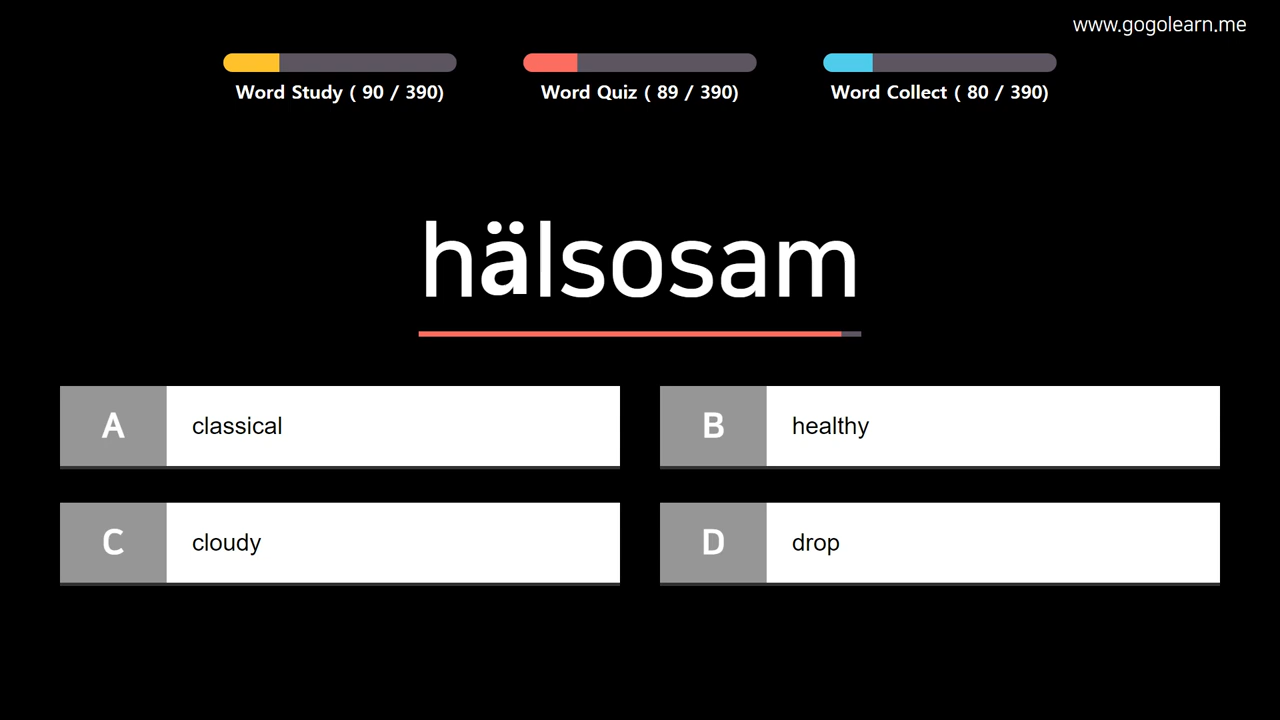 www.gogolearn.me
Word Study ( 90 / 390)
Word Quiz ( 89 / 390)
Word Collect ( 80 / 390)
hälsosam
A classical
B healthy
C cloudy
D drop